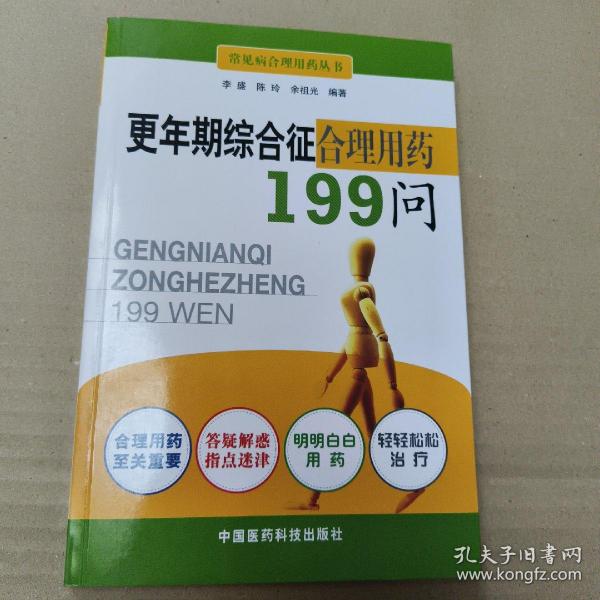 常见病合理用药丛书
李盛 陈玲 余祖光 编著
更年期综合征合理用药
199问
GENGNIANQI
ZONGHEZHENG
199 WEN
合理用药
至关重要
答疑解惑
指点迷津
明明白白
用药
轻轻松松
治疗
中国医药科技出版社
孔夫子旧书网
www.kongfz.com